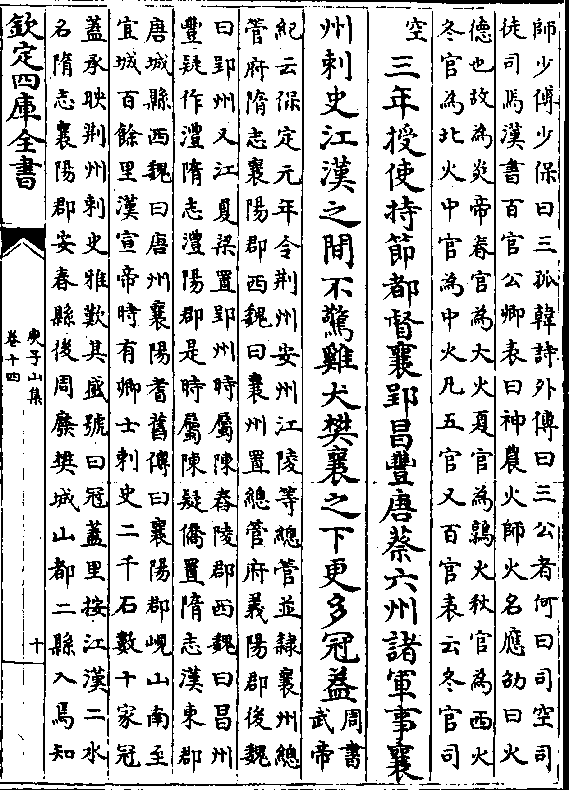 師少傅少保曰三孤韓詩外傳曰三公者何曰司空司
徒司馬漢書百官公卿表曰神農火師火名應劭曰火
德也故為炎帝春官為大火夏官為鶉火秋官為西火
冬官為北火中官為中火凡五官又百官表云冬官司
空
三年授使持節都督襄郢昌豐唐蔡六州諸軍事襄
州刺史江漢之間不驚雞犬樊襄之下更多冠葢
周書
武帝
紀云保定元年令荆州安州江陵等總管並隸襄州總
管府隋志襄陽郡西魏曰襄州置總管府義陽郡後魏
曰郢州又江夏梁置郢州時屬陳舂陵郡西魏曰昌州
豐疑作澧隋志澧陽郡是時屬陳疑僑置隋志漢東郡
唐城縣西魏曰唐州襄陽耆舊傳曰襄陽郡峴山南至
宜城百餘里漢宣帝時有卿士刺史二千石數十家冠
蓋承映荆州刺史雅歎其盛號曰冠蓋里按江漢二水
名隋志襄陽郡安春縣後周廢樊城山都二縣入焉知
欽定四庫全書
庾子山集
卷十四
十